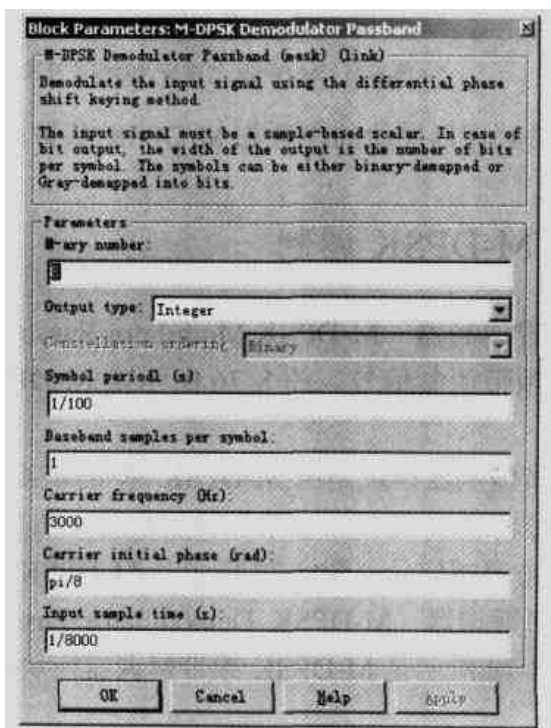 Block Parameters: M-DPSK Demodulator Passband
M-DPSK Demodulator Passband (mask) (link)
Demodulate the input signal using the differential phase
shift keying method.
The input signal must be a sample-based scalar. In case of
bit output, the width of the output is the number of bits
per symbol. The symbols can be either binary-demapped or
Gray-demapped into bits.
Parameters
M-ary number:
Output type: Integer
Constellation ordering: Binary
Symbol periodl (s):
1/100
Baseband samples per symbol:
1
Carrier frequency (Hz):
3000
Carrier initial phase (rad):
pi/8
Input sample time (s):
1/8000
OK Cancel Help Apply